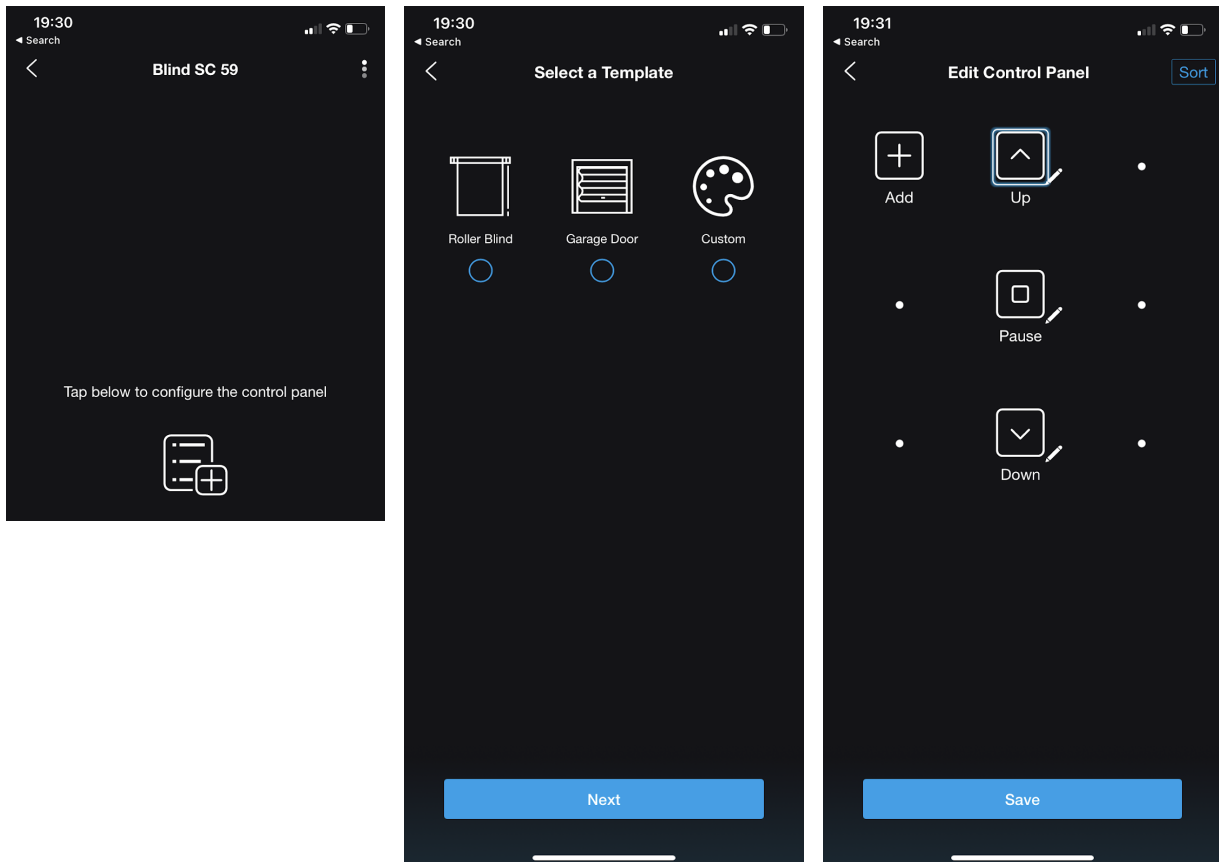 19:30
◀ Search
Blind SC 59
Tap below to configure the control panel
19:30
◀ Search
Select a Template
Roller Blind
Garage Door
Custom
Next
19:31
◀ Search
Edit Control Panel
Sort
Add
Up
Pause
Down
Save